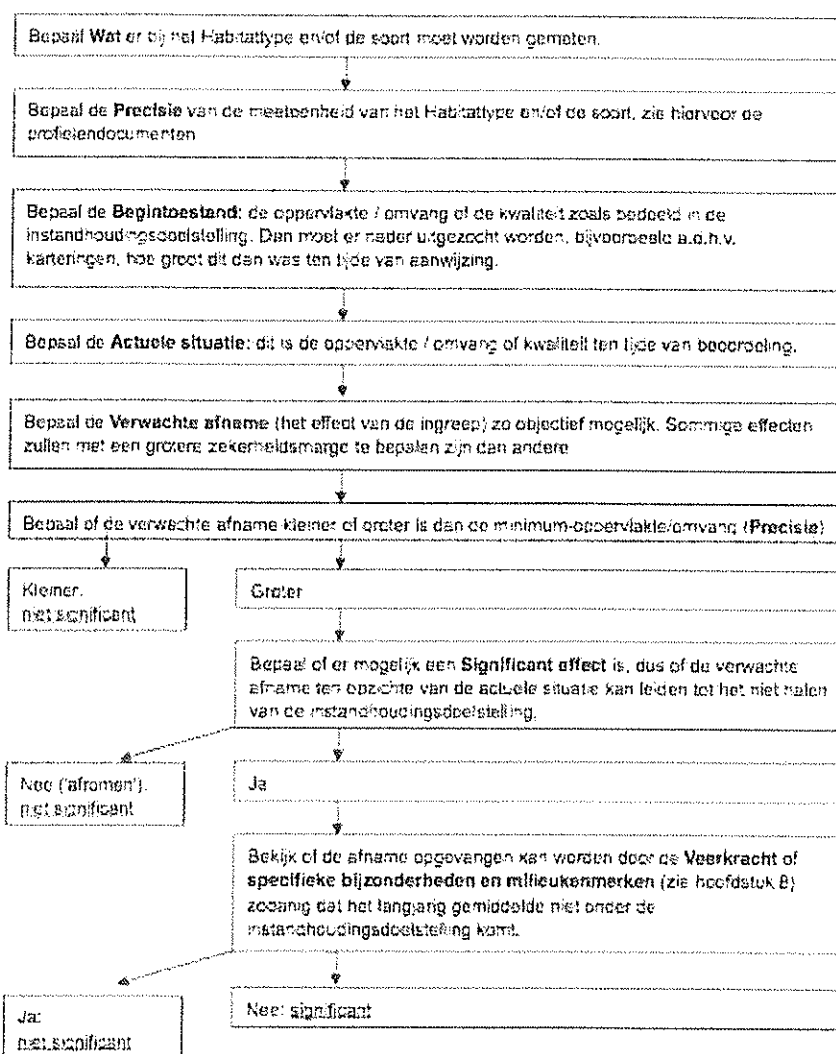 Bepaal Wat er bij het Habitattype en/of de soort moet worden gemeten.
Bepaal de Precisie van de meeteenheid van het Habitattype en/of de soort, zie hiervoor de
profielendocumenten
Bepaal de Begintoestand: de oppervlakte / omvang of de kwaliteit zoals bedoeld in de
instandhoudingsdoelstelling. Dan moet er nader uitgezocht worden, bijvoorbeeld a.d.h.v.
karteringen, hoe groot dit dan was ten tijde van aanwijzing.
Bepaal de Actuele situatie: dit is de oppervlakte / omvang of kwaliteit ten tijde van beoordeling.
Bepaal de Verwachte afname (het effect van de ingreep) zo objectief mogelijk. Sommige effecten
zullen met een grotere zekerheidsmarge te bepalen zijn dan andere
Bepaal of de verwachte afname kleiner of groter is dan de minimum-oppervlakte/omvang (Precisie)
Kleiner:
niet significant
Groter
Bepaal of er mogelijk een Significant effect is, dus of de verwachte
afname ten opzichte van de actuele situatie kan leiden tot het niet halen
van de instandhoudingsdoelstelling.
Nee ('afromen'):
niet significant
Ja
Bekijk of de afname opgevangen kan worden door de Veerkracht of
specifieke bijzonderheden en milieukenmerken (zie hoofdstuk 8)
zodanig dat het langjarig gemiddelde niet onder de
instandhoudingsdoelstelling komt.
Ja:
niet significant
Nee: significant